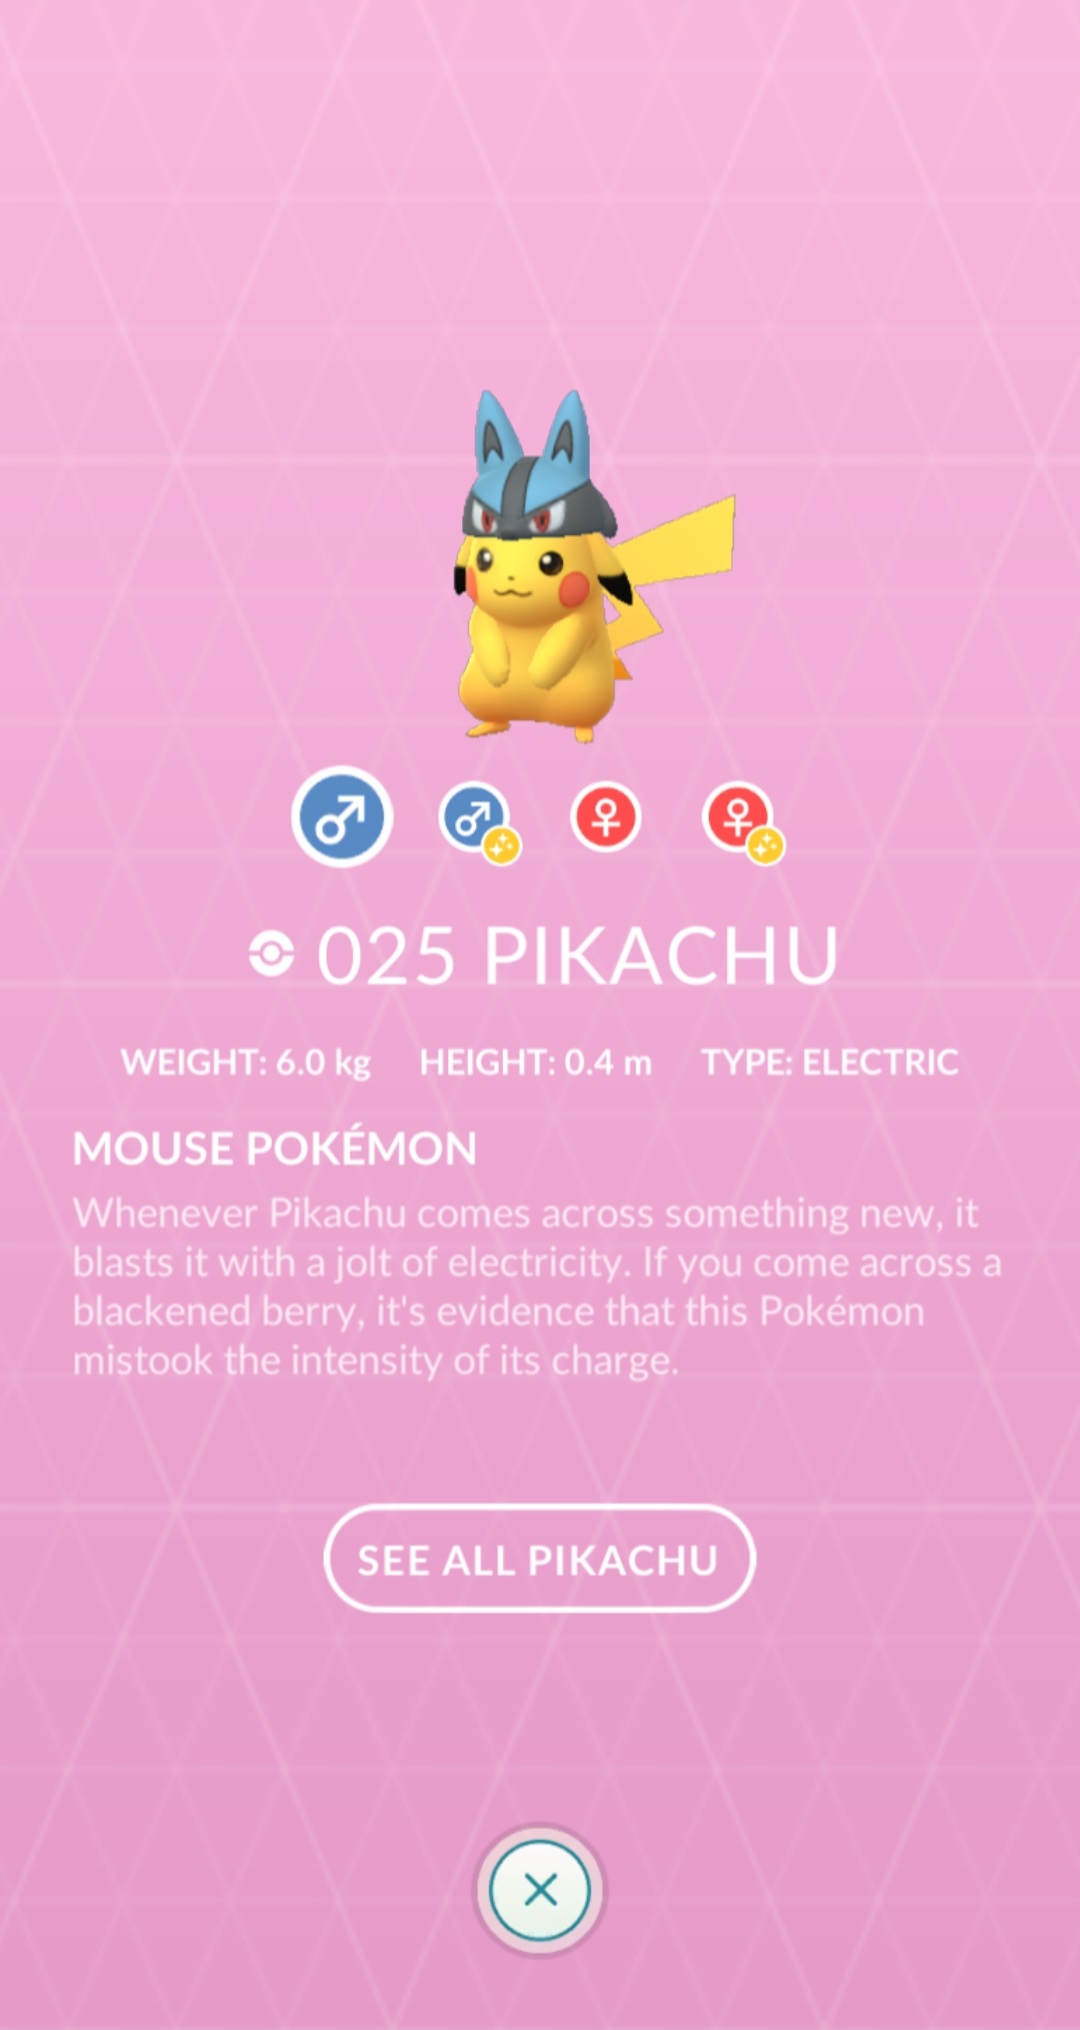 025 PIKACHU
WEIGHT: 6.0 kg HEIGHT: 0.4 m TYPE: ELECTRIC
MOUSE POKÉMON
Whenever Pikachu comes across something new, it
blasts it with a jolt of electricity. If you come across a
blackened berry, it's evidence that this Pokémon
mistook the intensity of its charge.
SEE ALL PIKACHU